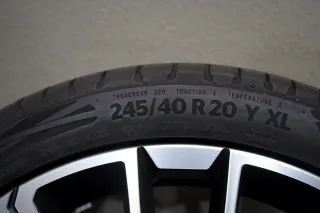 TREADWEAR 320 TRACTION A TEMPERATURE A
245/40 R20 Y XL